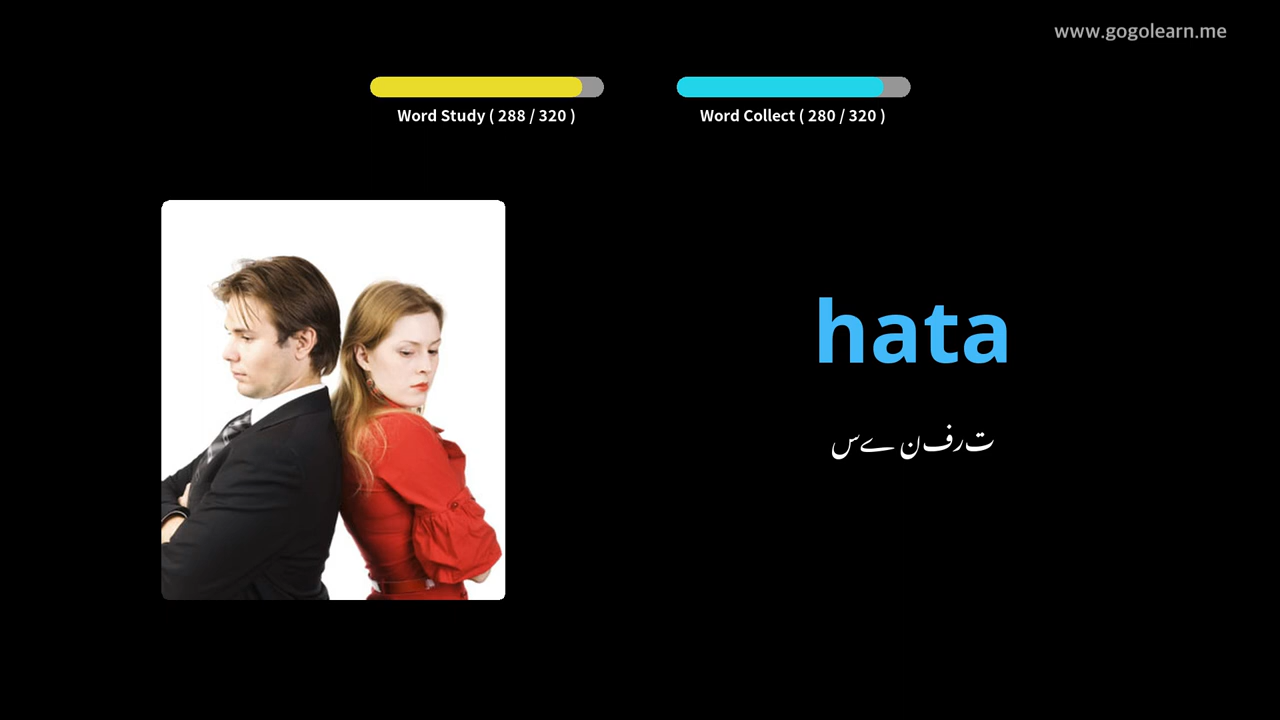 www.gogolearn.me
Word Study ( 288 / 320 )
Word Collect ( 280 / 320 )
hata
ترفن ےس